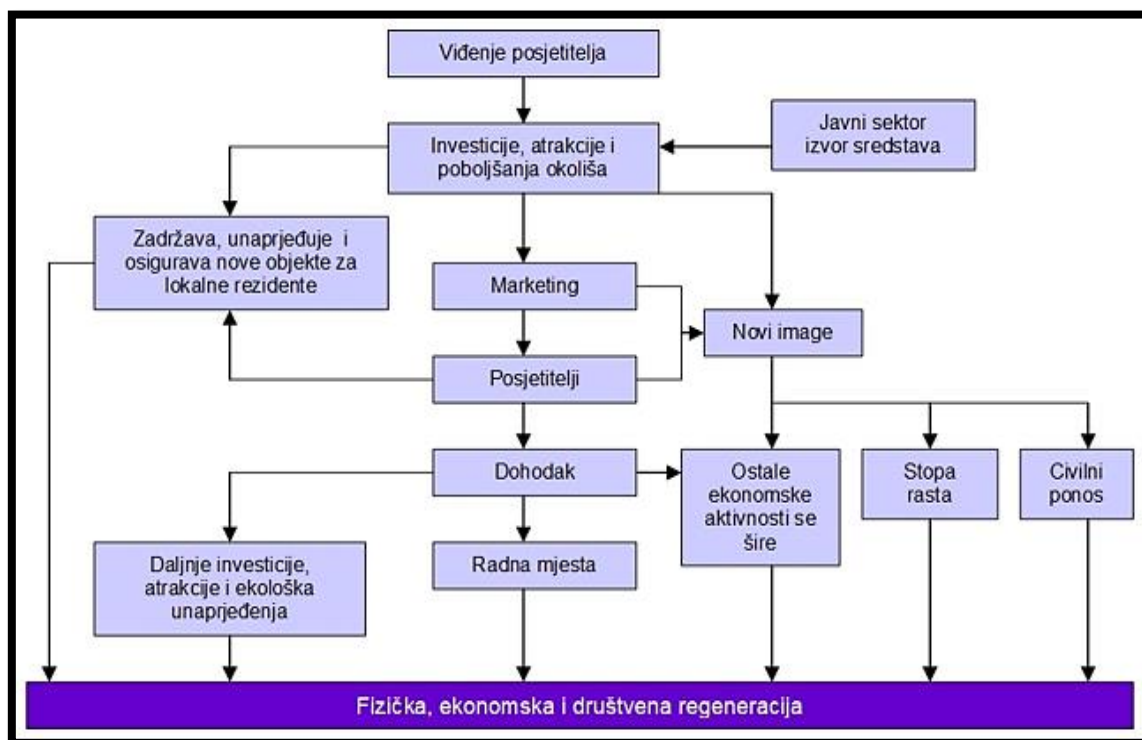 Viđenje posjetitelja
Javni sektor
izvor sredstava
Investicije, atrakcije i
poboljšanja okoliša
Zadržava, unaprjeđuje i
osigurava nove objekte za
lokalne rezidente
Marketing
Novi image
Posjetitelji
Dohodak
Ostale
ekonomske
aktivnosti se
šire
Stopa
rasta
Civilni
ponos
Daljnje investicije,
atrakcije i ekološka
unaprjeđenja
Radna mjesta
Fizička, ekonomska i društvena regeneracija